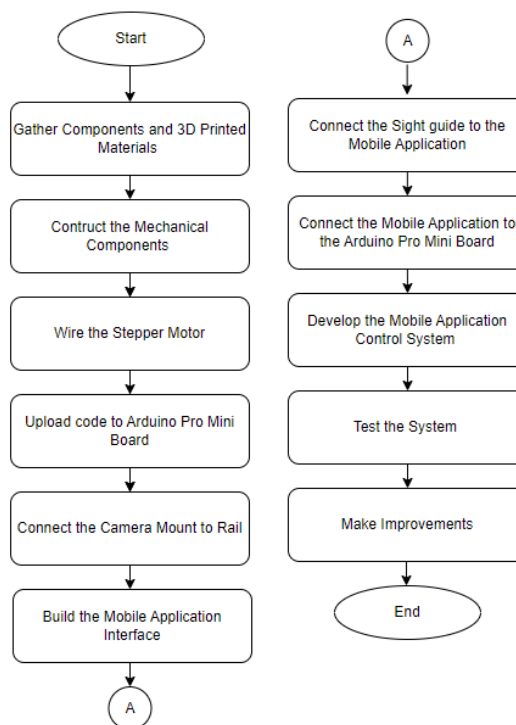 Start
Gather Components and 3D Printed
Materials
Contruct the Mechanical
Components
Wire the Stepper Motor
Upload code to Arduino Pro Mini
Board
Connect the Camera Mount to Rail
Build the Mobile Application
Interface
A
A
Connect the Sight guide to the
Mobile Application
Connect the Mobile Application to
the Arduino Pro Mini Board
Develop the Mobile Application
Control System
Test the System
Make Improvements
End